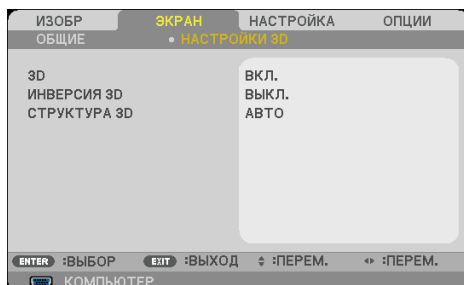 ИЗОБР ЭКРАН НАСТРОЙКА ОПЦИИ
ОБЩИЕ • НАСТРОЙКИ 3D
3D ВКЛ.
ИНВЕРСИЯ 3D ВЫКЛ.
СТРУКТУРА 3D АВТО
ENTER :ВЫБОР EXIT :ВЫХОД :ПЕРЕМ. :ПЕРЕМ.
КОМПЬЮТЕР